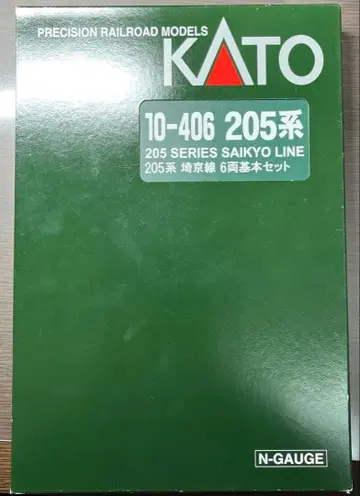 PRECISION RAILROAD MODELS
KATO
10-406 205系
205 SERIES SAIKYO LINE
205系 埼京線 6両基本セット
N-GAUGE